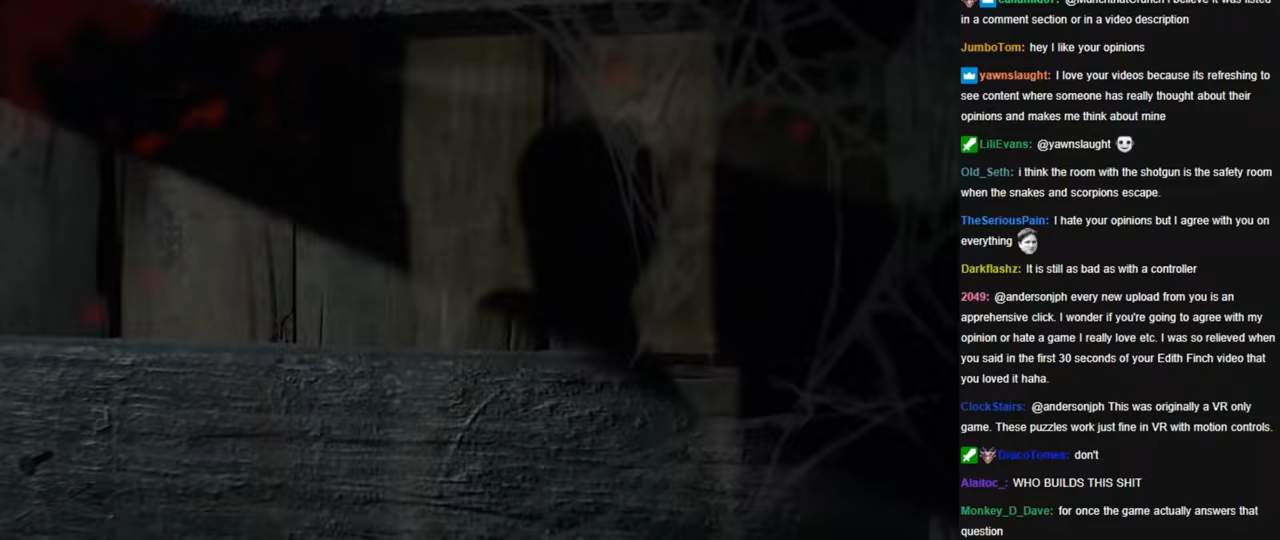 in a comment section or in a video description
JumboTom: hey I like your opinions
yawnslaught: I love your videos because its refreshing to
see content where someone has really thought about their
opinions and makes me think about mine
LiliEvans: @yawnslaught
Old_Seth: i think the room with the shotgun is the safety room
when the snakes and scorpions escape.
TheSeriousPain: I hate your opinions but I agree with you on
everything
Darkflashz: It is still as bad as with a controller
2049: @andersonjph every new upload from you is an
apprehensive click. I wonder if you're going to agree with my
opinion or hate a game I really love etc. I was so relieved when
you said in the first 30 seconds of your Edith Finch video that
you loved it haha.
ClockStairs: @andersonjph This was originally a VR only
game. These puzzles work just fine in VR with motion controls.
DracoTomes: don't
Alaitoc_: WHO BUILDS THIS SHIT
Monkey_D_Dave: for once the game actually answers that
question